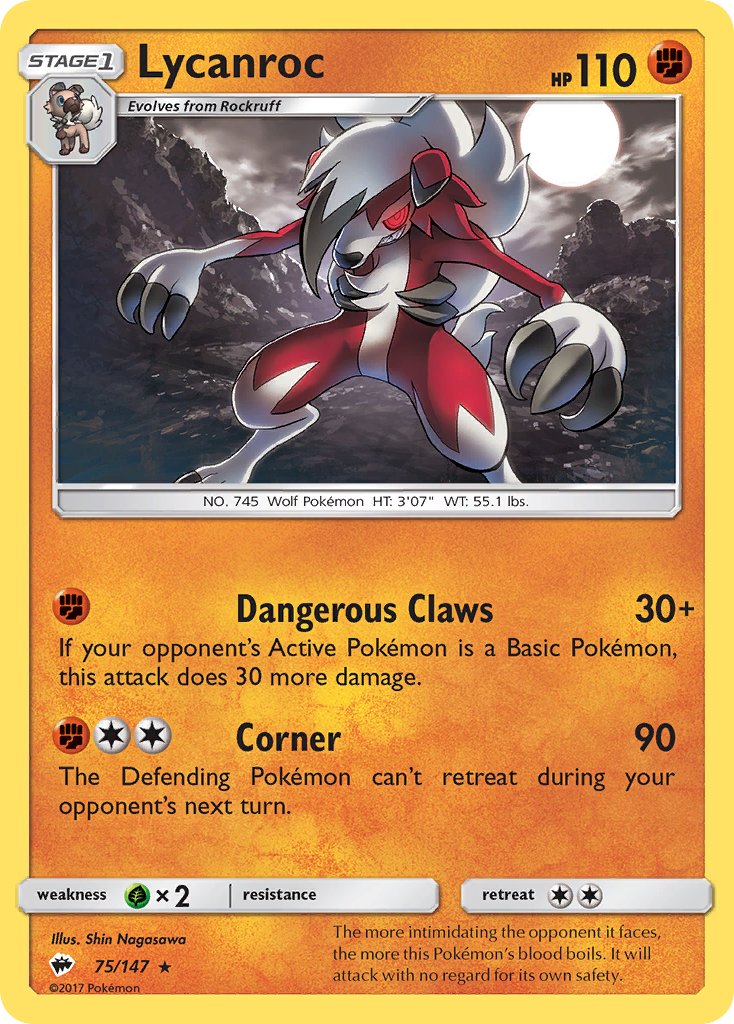 STAGE1
Lycanroc
HP 110
Evolves from Rockruff
NO. 745 Wolf Pokémon HT: 3'07" WT: 55.1 lbs.
Dangerous Claws 30+
If your opponent's Active Pokémon is a Basic Pokémon,
this attack does 30 more damage.
Corner 90
The Defending Pokémon can't retreat during your
opponent's next turn.
weakness ×2 resistance retreat
Illus. Shin Nagasawa
75/147 ★
©2017 Pokémon
The more intimidating the opponent it faces,
the more this Pokémon's blood boils. It will
attack with no regard for its own safety.